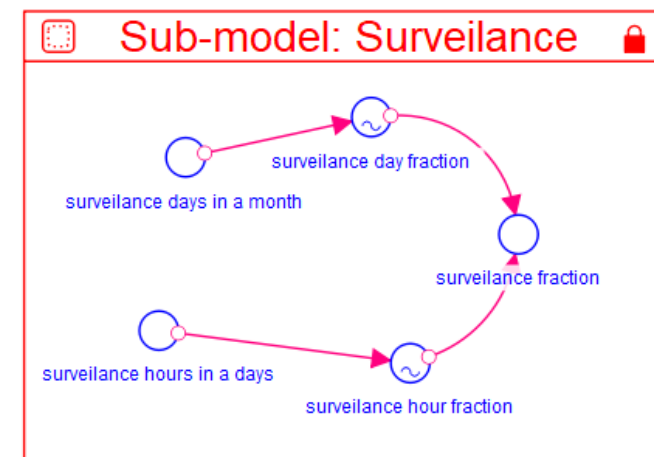 Sub-model: Surveilance
surveilance day fraction
surveilance days in a month
surveilance fraction
surveilance hours in a days
surveilance hour fraction